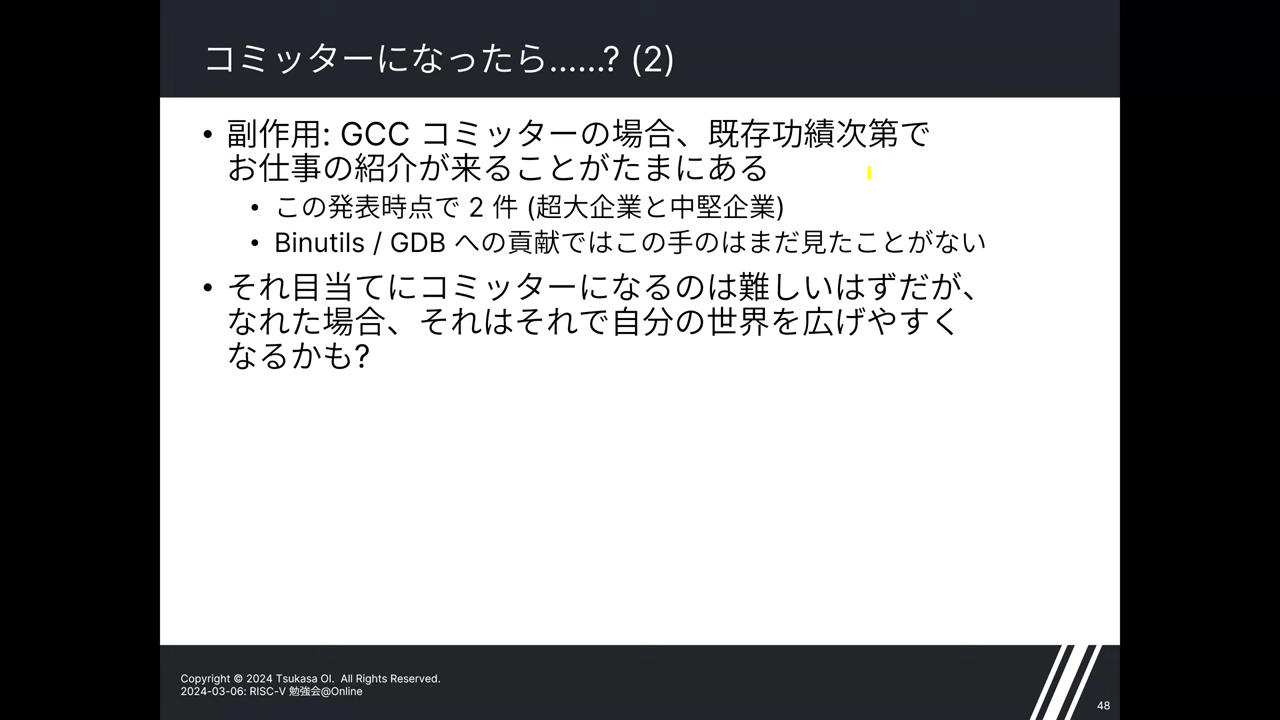 コミッターになったら......? (2)
• 副作用: GCC コミッターの場合、既存功績次第で
お仕事の紹介が来ることがたまにある
• この発表時点で 2 件 (超大企業と中堅企業)
• Binutils / GDB への貢献ではこの手のはまだ見たことがない
• それ目当てにコミッターになるのは難しいはずだが、
なれた場合、それはそれで自分の世界を広げやすく
なるかも?
Copyright © 2024 Tsukasa OI. All Rights Reserved.
2024-03-06: RISC-V 勉強会@Online
48